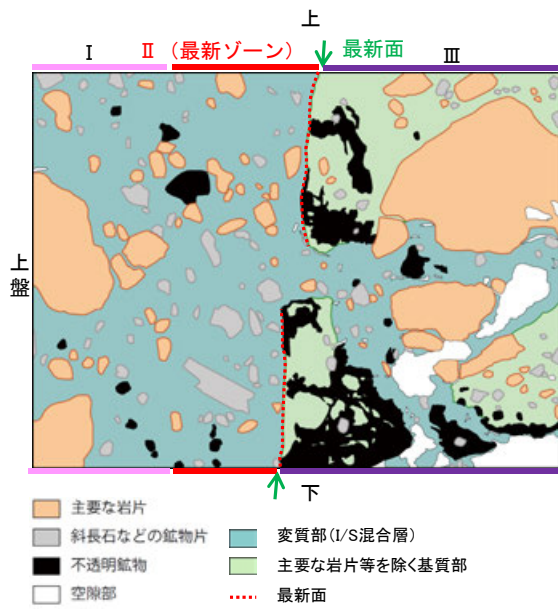 上
Ⅰ Ⅱ (最新ゾーン) 最新面 Ⅲ
上盤
下
主要な岩片
斜長石などの鉱物片
不透明鉱物
空隙部
変質部(I/S混合層)
主要な岩片等を除く基質部
最新面